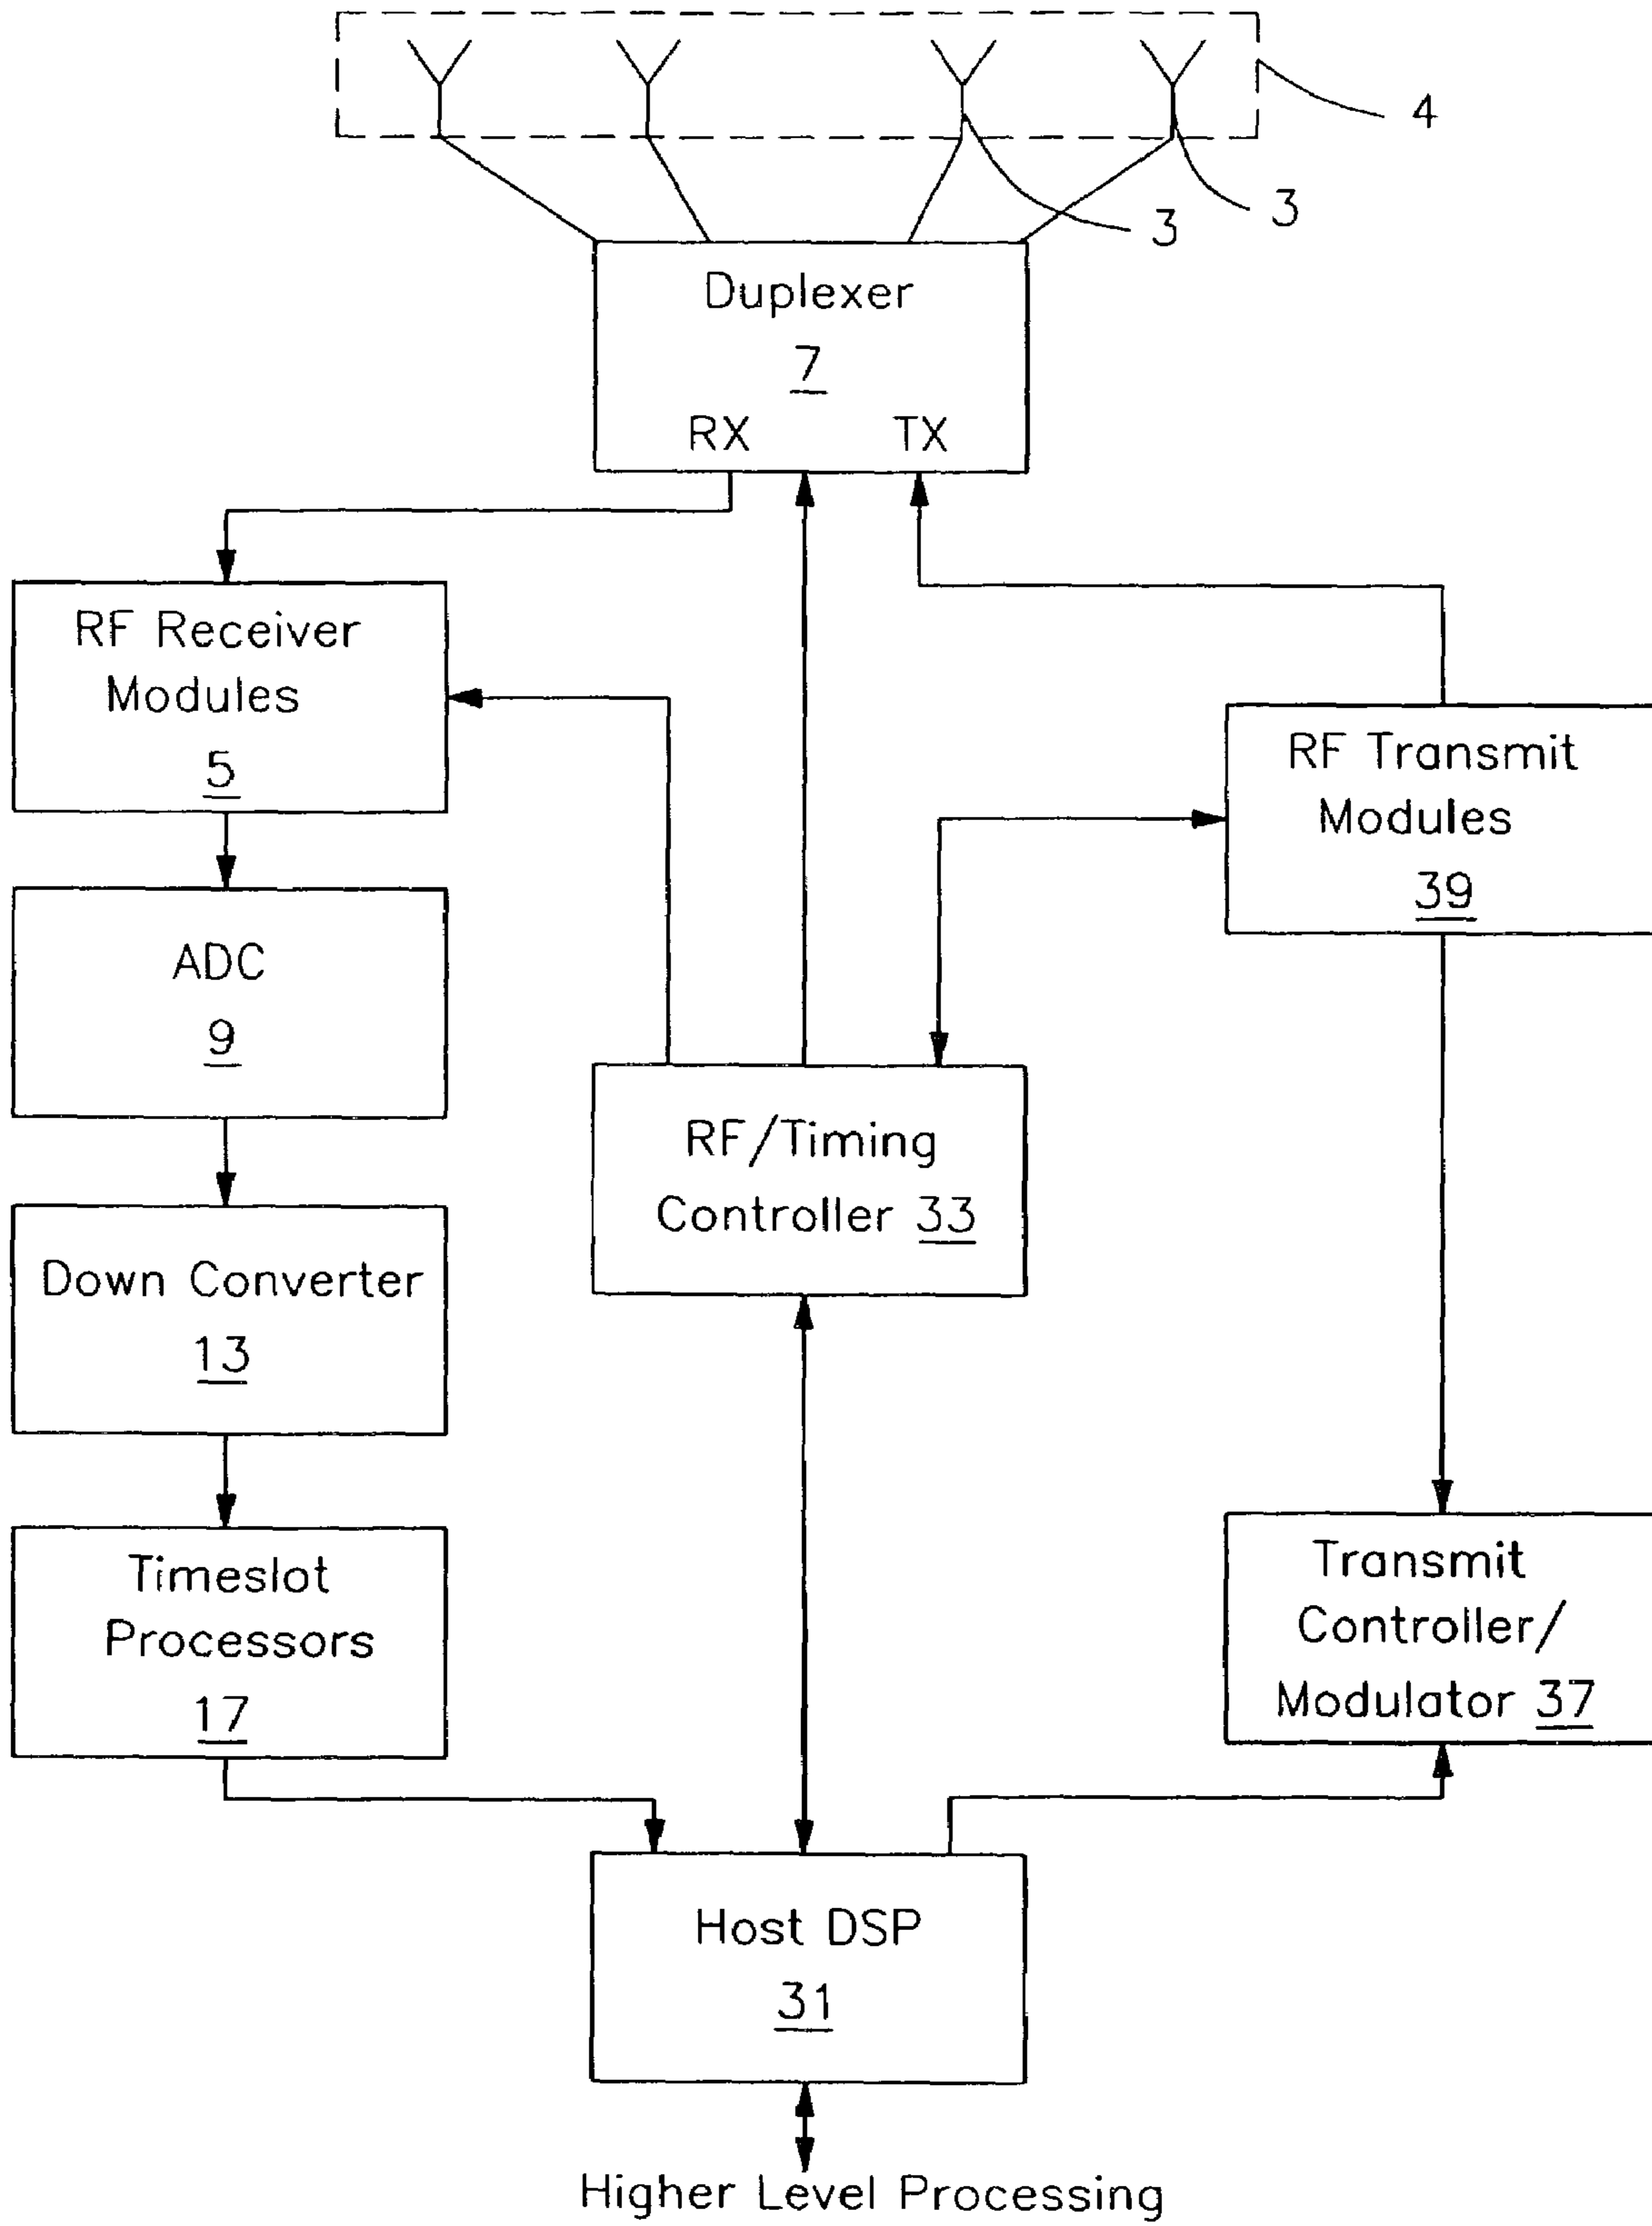 4
3
3
Duplexer
7
RX TX
RF Receiver
Modules
5
RF Transmit
Modules
39
ADC
9
RF/Timing
Controller 33
Down Converter
13
Timeslot
Processors
17
Transmit
Controller/
Modulator 37
Host DSP
31
Higher Level Processing